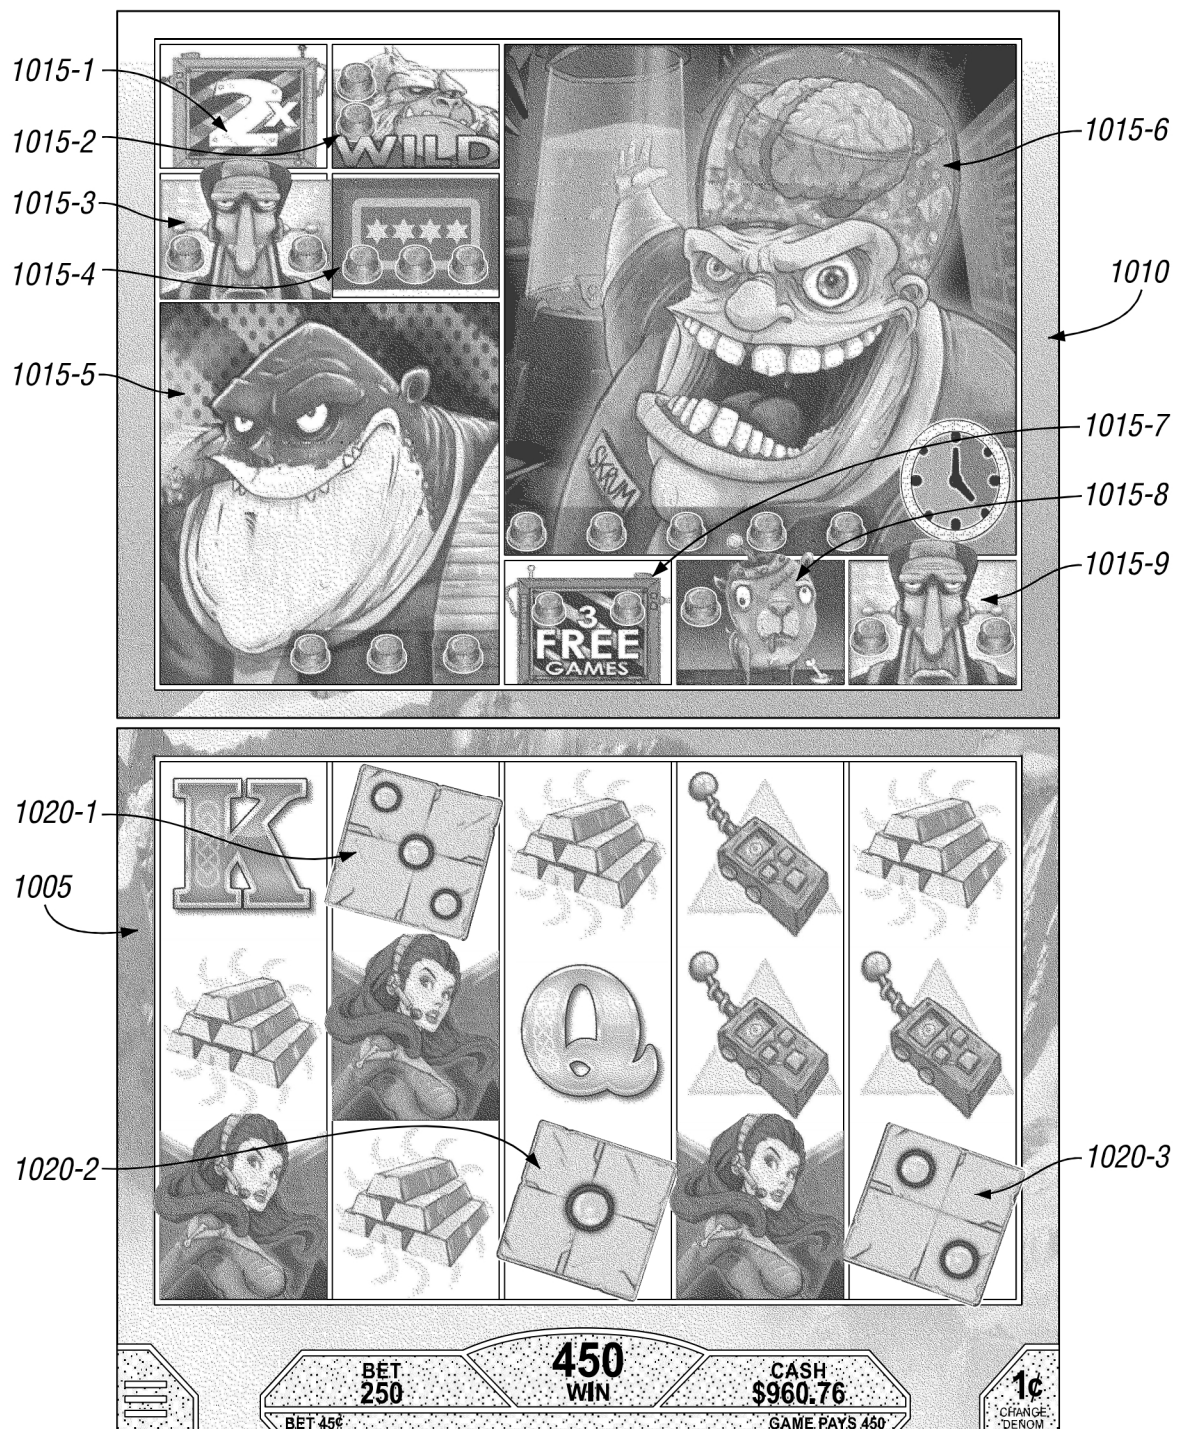 1015-1
2x
1015-2
WILD
1015-6
1015-3
1015-4
1010
1015-5
1015-7
SKRUM
1015-8
3
FREE
GAMES
1015-9
1020-1
K
1005
Q
1020-2
1020-3
BET
250
450
WIN
CASH
$960.76
1¢
CHANGE
DENOM
BET 45¢
GAME PAYS 450